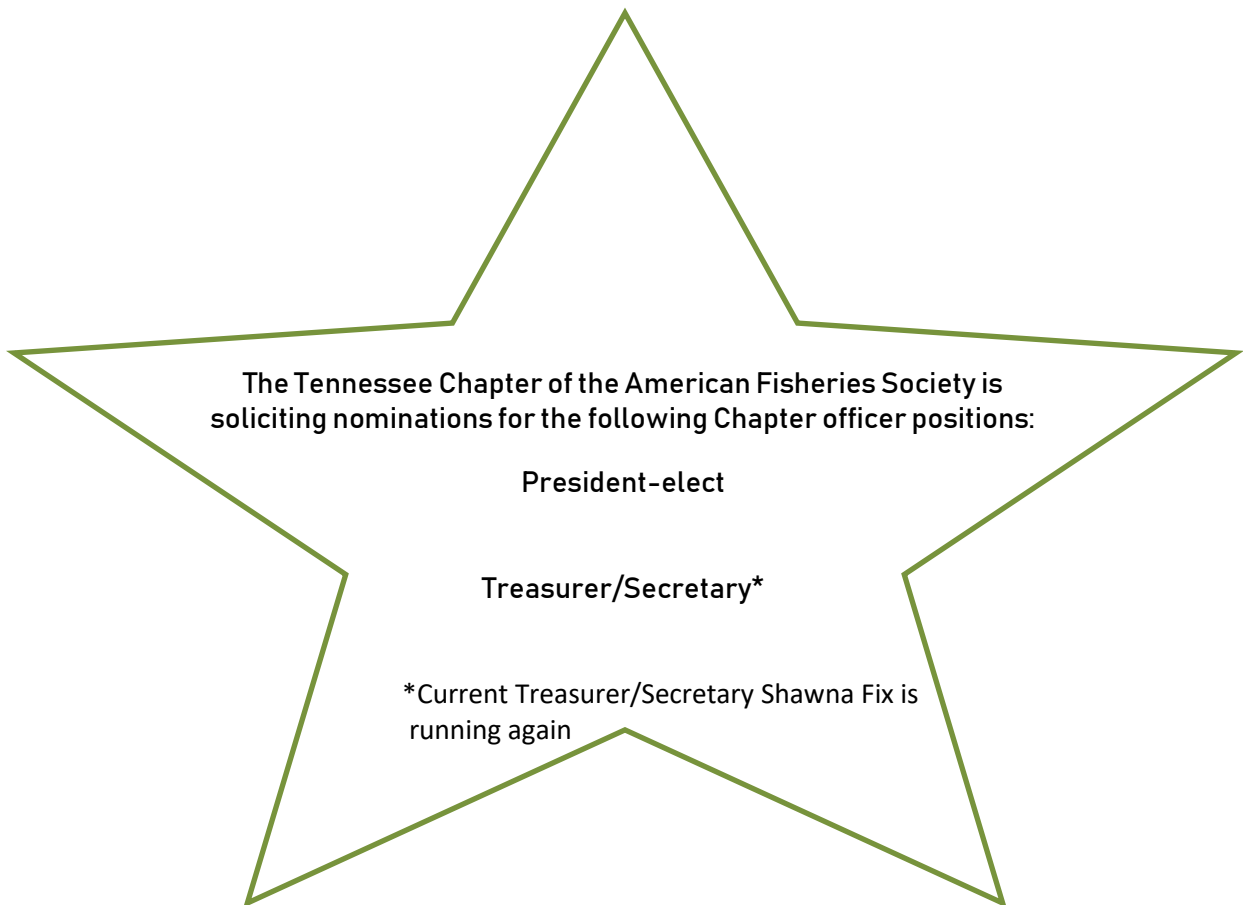 The Tennessee Chapter of the American Fisheries Society is
soliciting nominations for the following Chapter officer positions:
President-elect
Treasurer/Secretary*
*Current Treasurer/Secretary Shawna Fix is
running again